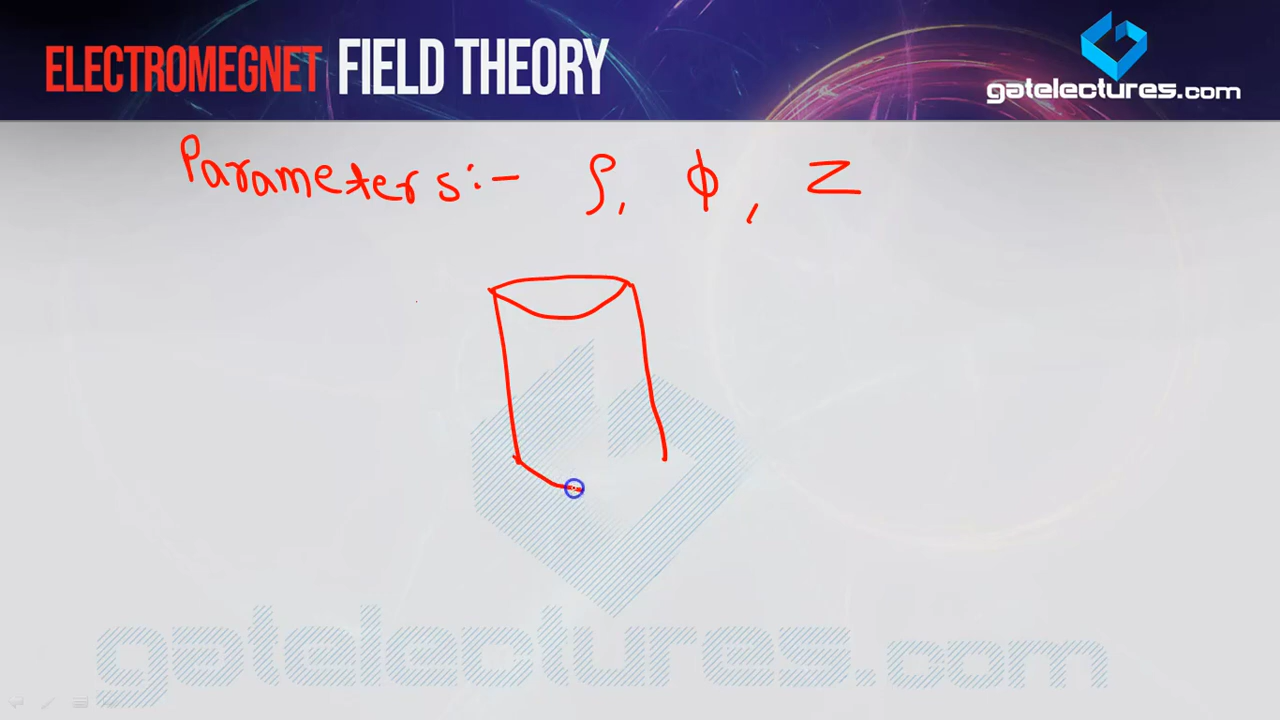 ELECTROMEGNET FIELD THEORY
gatelectures.com
Parameters:- ρ, ϕ, Z
gatelectures.com